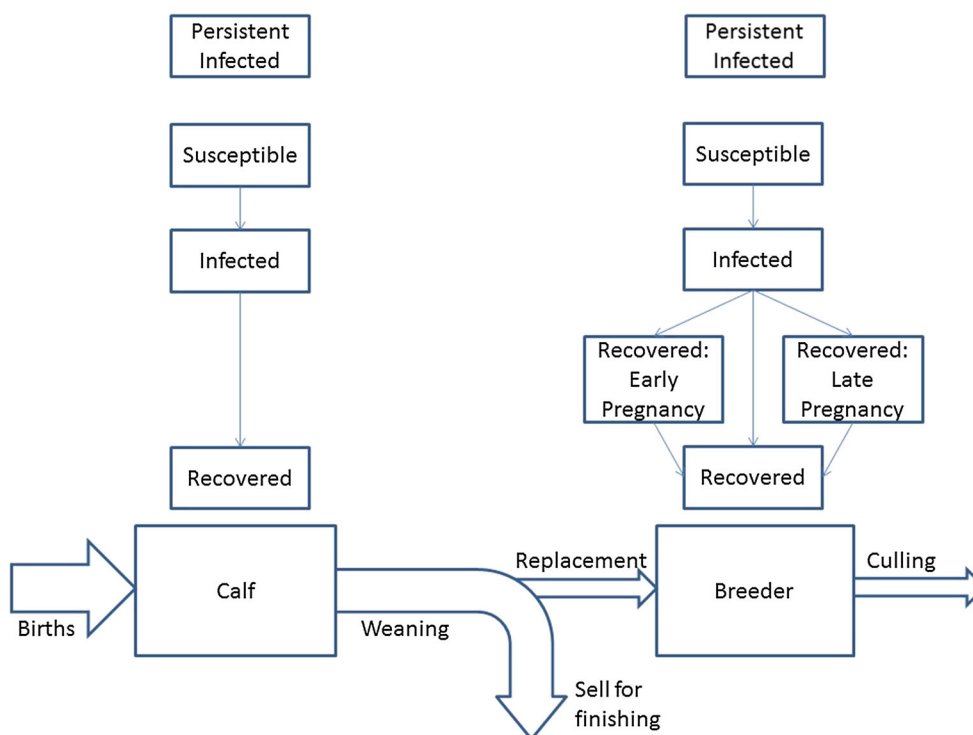 Persistent
Infected
Persistent
Infected
Susceptible
Susceptible
Infected
Infected
Recovered:
Early
Pregnancy
Recovered:
Late
Pregnancy
Recovered
Recovered
Births
Calf
Weaning
Replacement
Sell for
finishing
Breeder
Culling